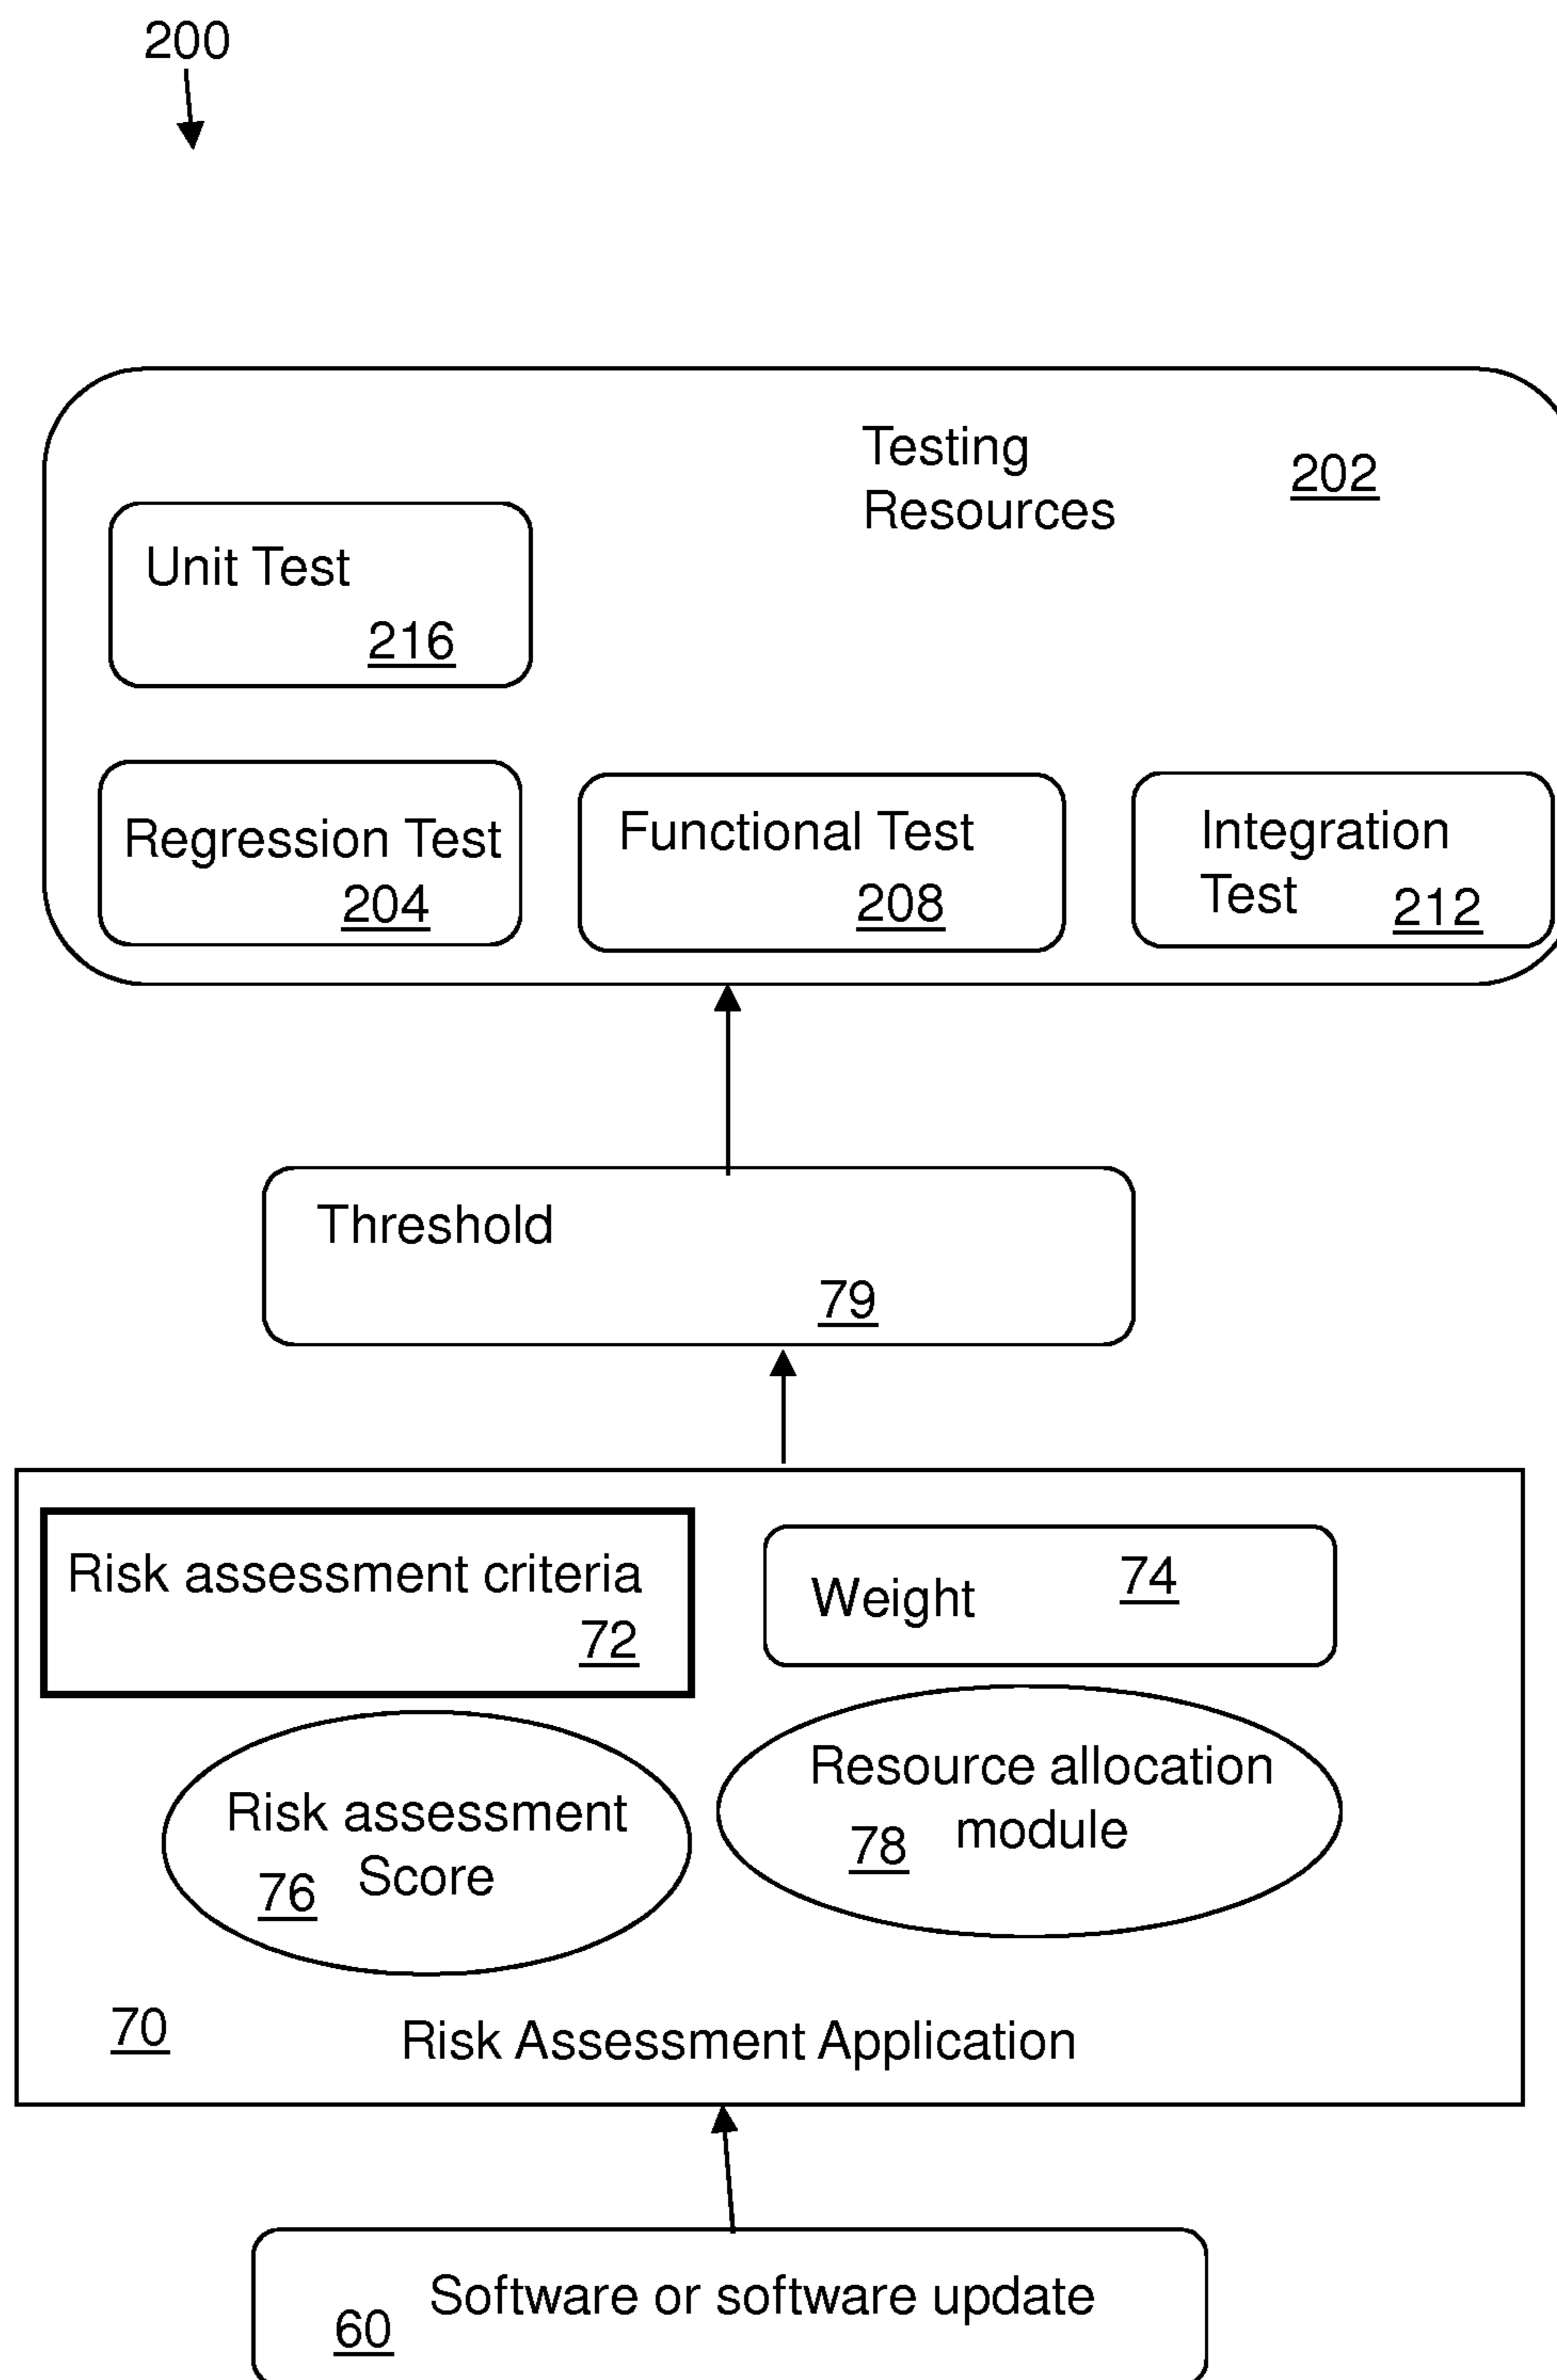 200
Testing
Resources
202
Unit Test
216
Regression Test
204
Functional Test
208
Integration
Test
212
Threshold
79
Risk assessment criteria
72
Weight
74
Risk assessment
Score
76
Resource allocation
module
78
70
Risk Assessment Application
Software or software update
60